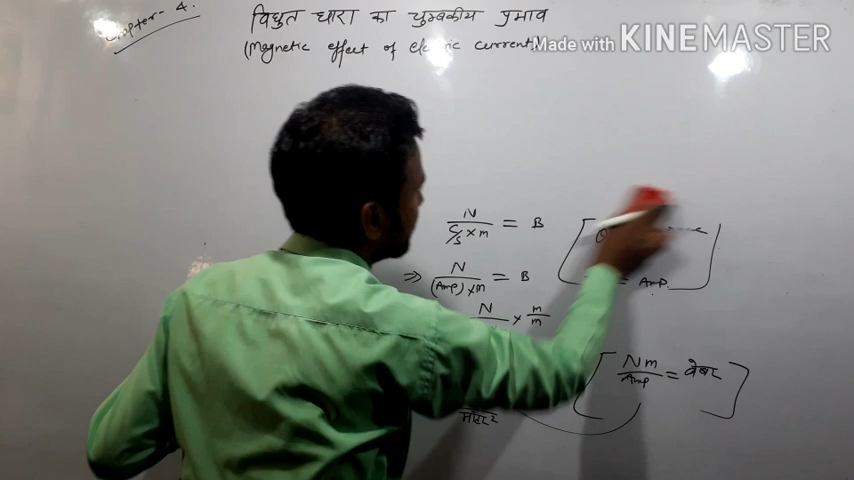 Chapter- 4.
विधुत धारा का चुम्बकीय प्रभाव
(Magnetic effect of electric current)
Made with KINEMASTER
N / C/s × m = B
⇒ N / (Amp) × m = B
= Amp.
N × m / m
Nm / Amp = वेबर
मीटर²